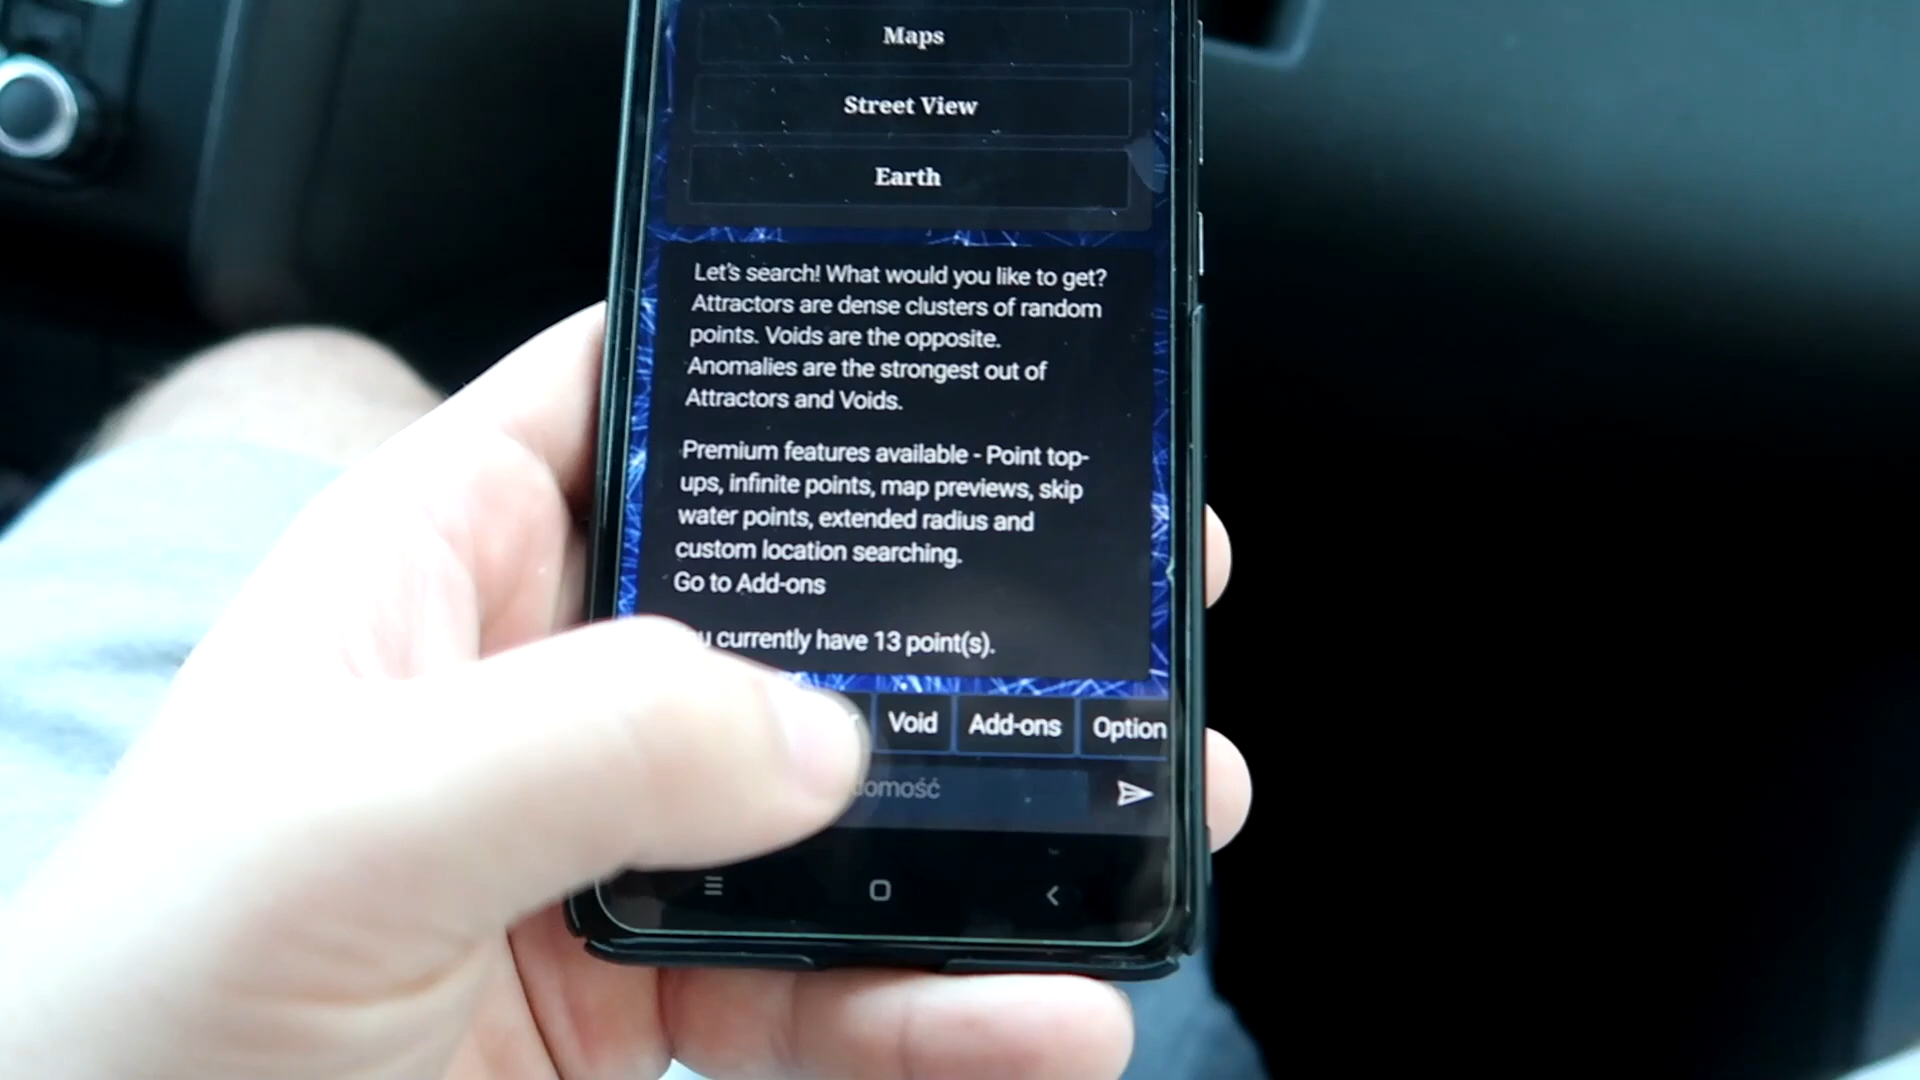 Maps
Street View
Earth
Let's search! What would you like to get?
Attractors are dense clusters of random
points. Voids are the opposite.
Anomalies are the strongest out of
Attractors and Voids.
Premium features available - Point top-
ups, infinite points, map previews, skip
water points, extended radius and
custom location searching.
Go to Add-ons
currently have 13 point(s).
Void Add-ons Option